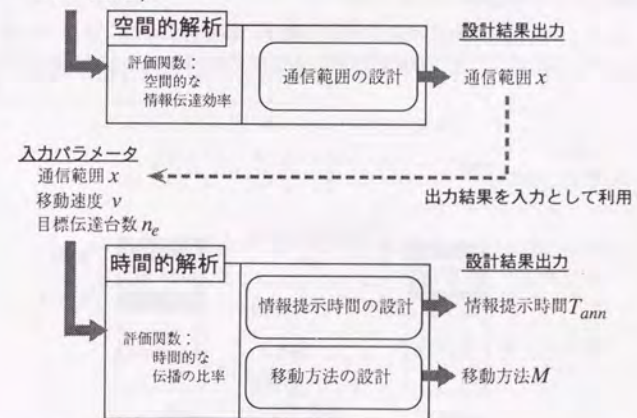 空間的解析
設計結果出力
評価関数：
空間的な
情報伝達効率
通信範囲の設計
通信範囲 x
入力パラメータ
通信範囲 x
移動速度 v
目標伝達台数 ne
出力結果を入力として利用
時間的解析
設計結果出力
情報提示時間の設計
情報提示時間Tann
評価関数：
時間的な
伝播の比率
移動方法の設計
移動方法M